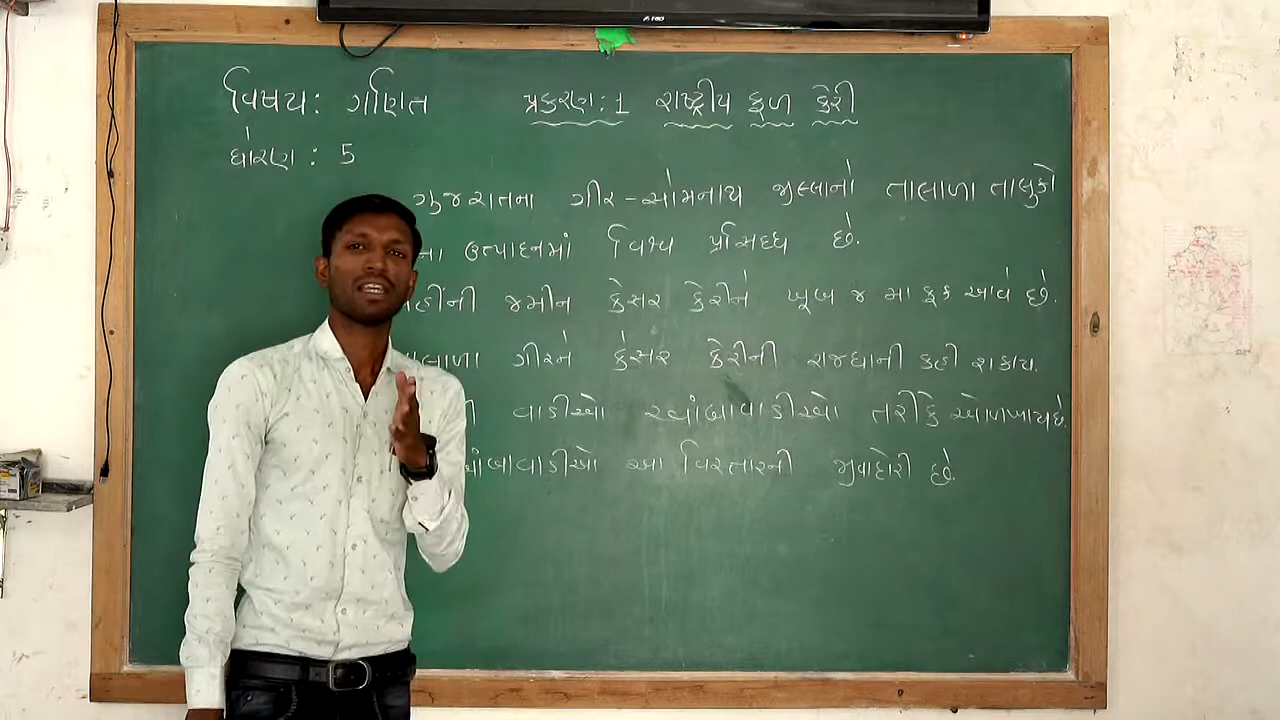 વિષય : ગણિત પ્રકરણ : 1 રાષ્ટ્રીય ફળ કેરી
ધોરણ : 5
ગુજરાતના ગીર - સોમનાથ જીલ્લાનો તાલાળા તાલુકો
ના ઉત્પાદનમાં વિશ્વ પ્રસિદ્ધ છે.
જમીન કેસર કેરીને ખૂબ જ માફક આવે છે.
ગીરને કેસર કેરીની રાજધાની કહી શકાય.
વાડીઓ આંબાવાડીઓ તરીકે ઓળખાય છે.
આ વિસ્તારની જીવાદોરી છે.